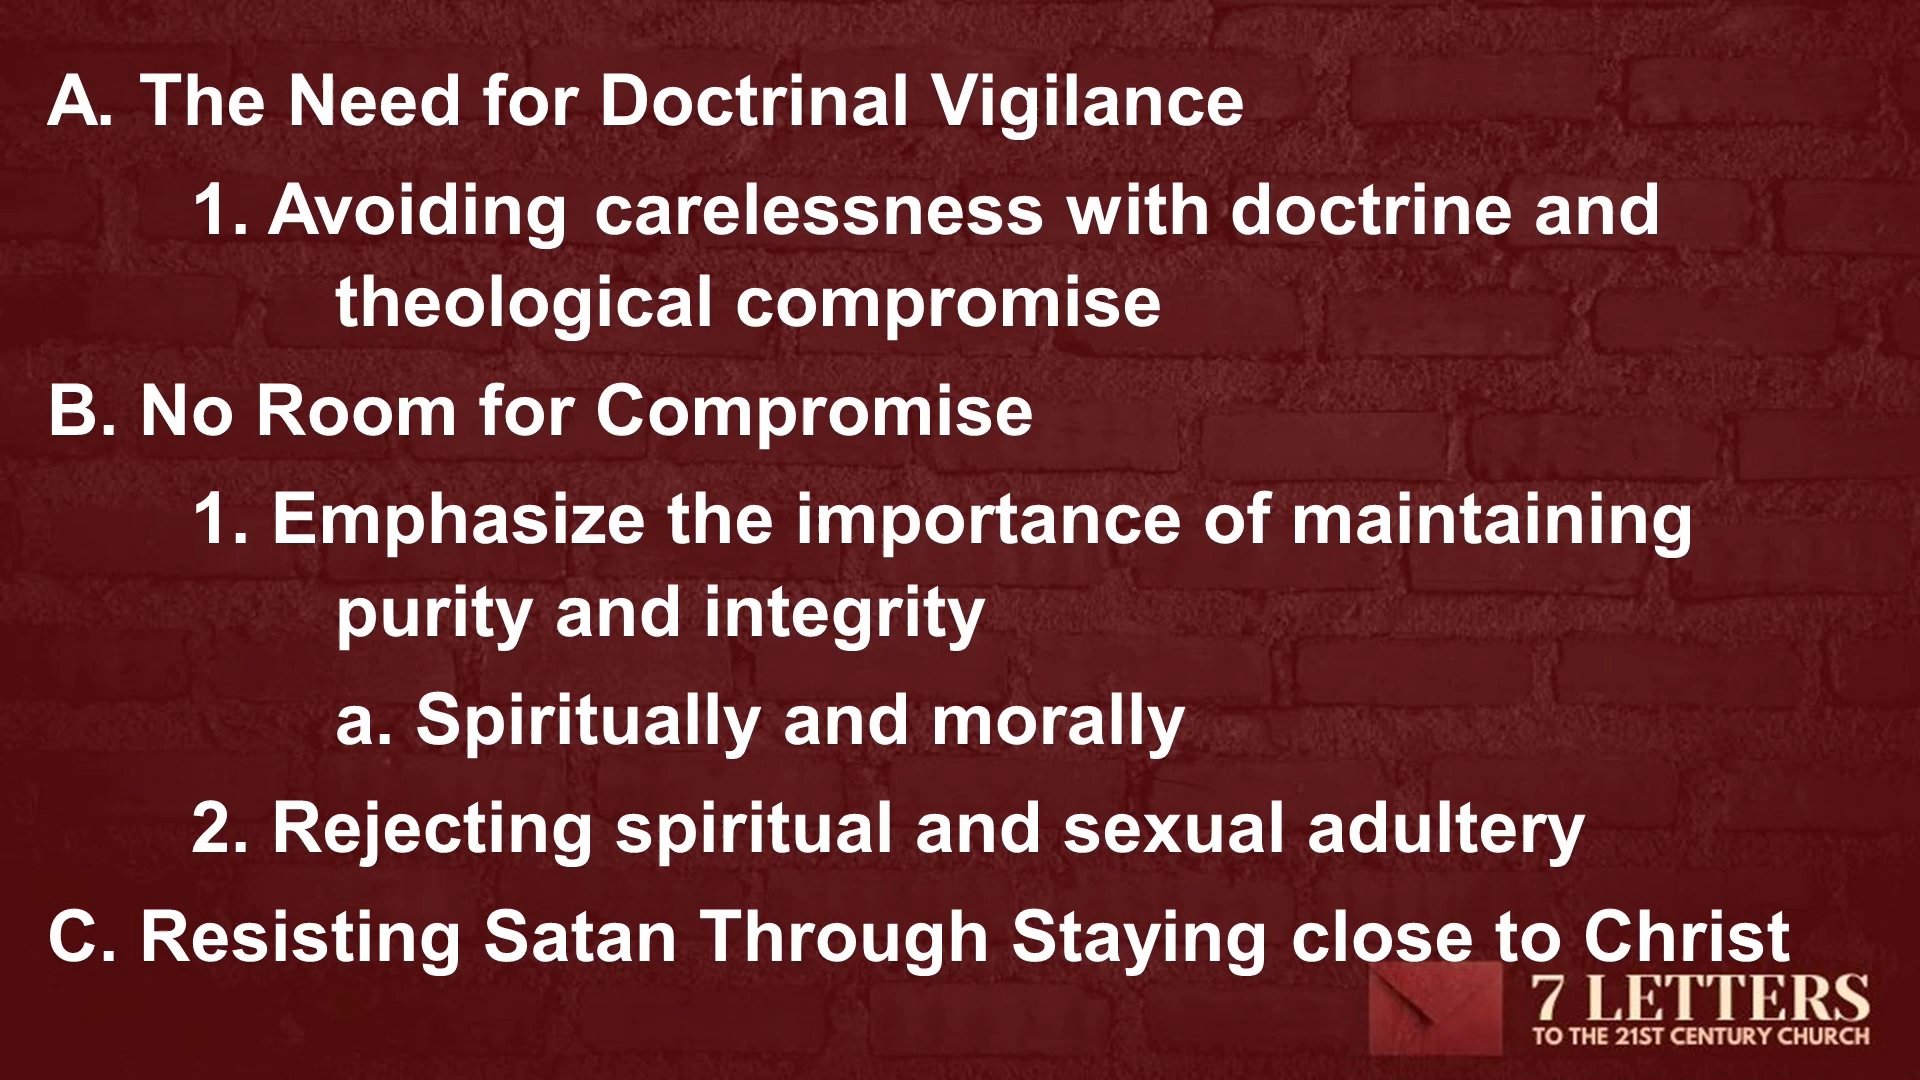 A. The Need for Doctrinal Vigilance
1. Avoiding carelessness with doctrine and
theological compromise
B. No Room for Compromise
1. Emphasize the importance of maintaining
purity and integrity
a. Spiritually and morally
2. Rejecting spiritual and sexual adultery
C. Resisting Satan Through Staying close to Christ
7 LETTERS
TO THE 21ST CENTURY CHURCH